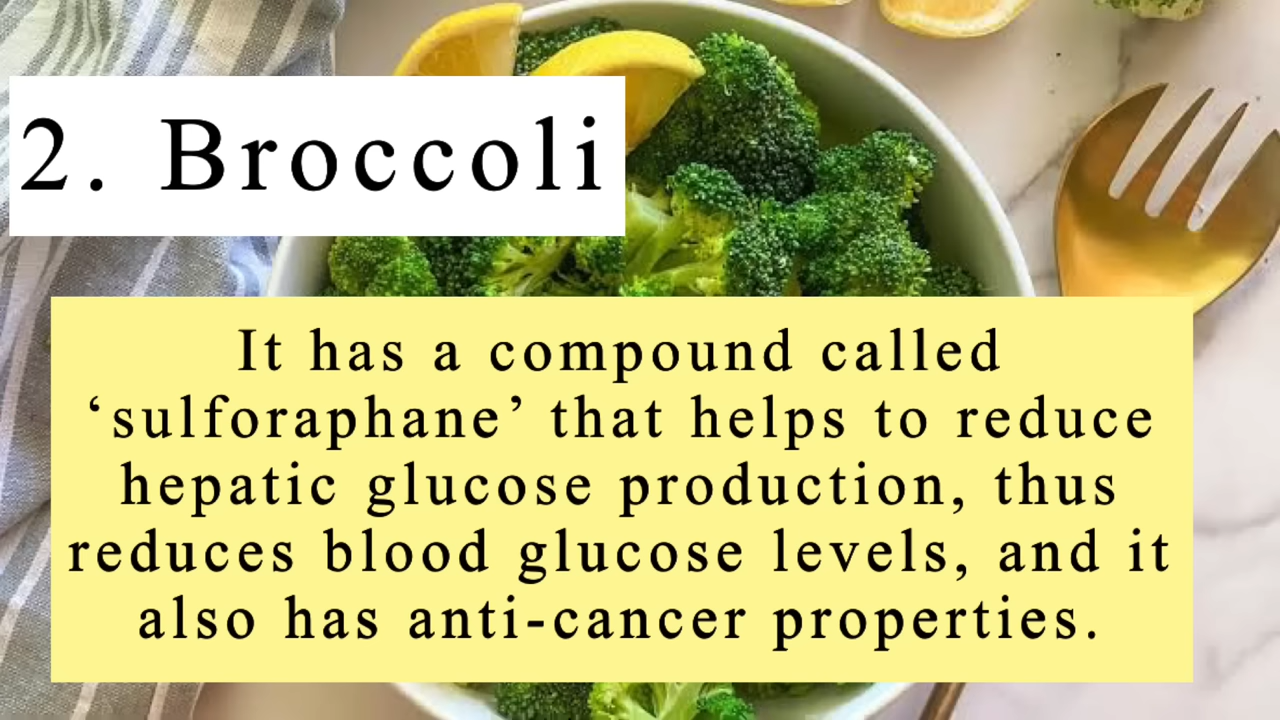 2. Broccoli
It has a compound called
‘sulforaphane’ that helps to reduce
hepatic glucose production, thus
reduces blood glucose levels, and it
also has anti-cancer properties.